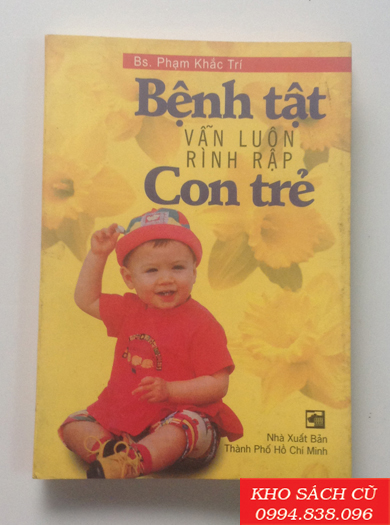 Bs. Phạm Khắc Trí
Bệnh tật
VẪN LUÔN
RÌNH RẬP
Con trẻ
Nhà Xuất Bản
Thành Phố Hồ Chí Minh
KHO SÁCH CŨ
0994.838.096